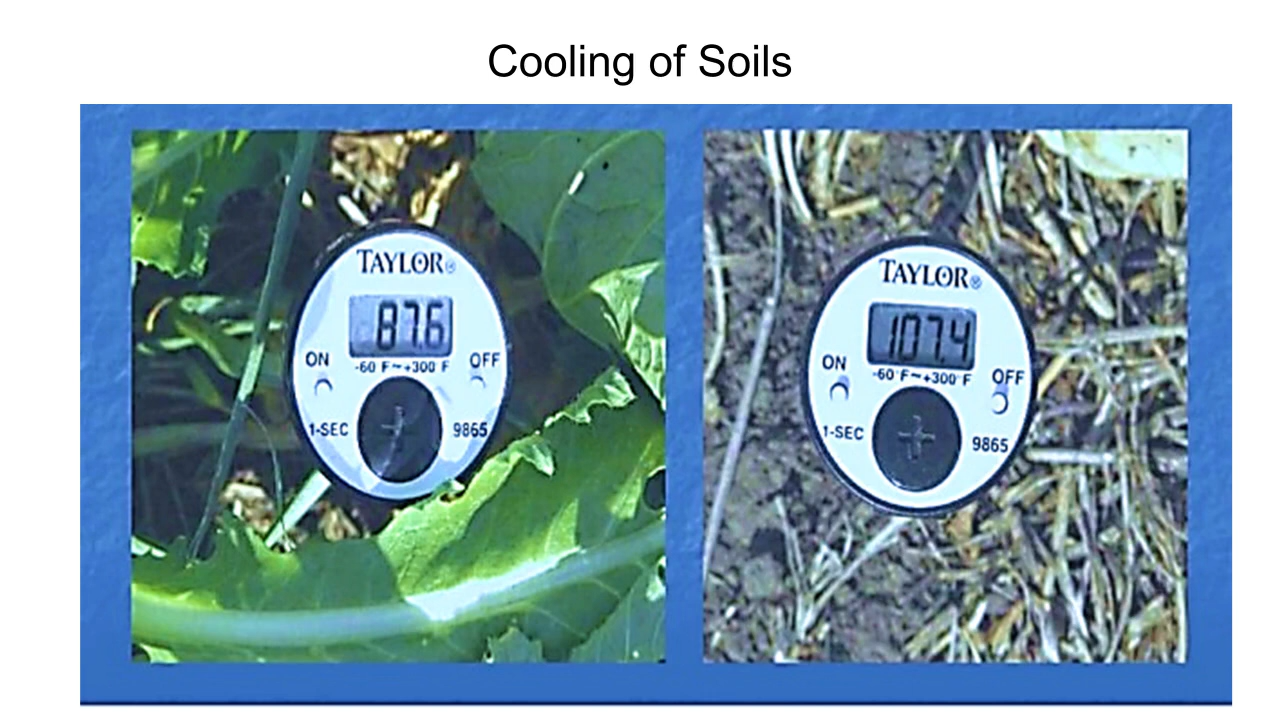 Cooling of Soils
TAYLOR®
87.6
ON
OFF
-60°F~+300°F
1-SEC
9865
TAYLOR®
107.4
ON
OFF
-60°F~+300°F
1-SEC
9865